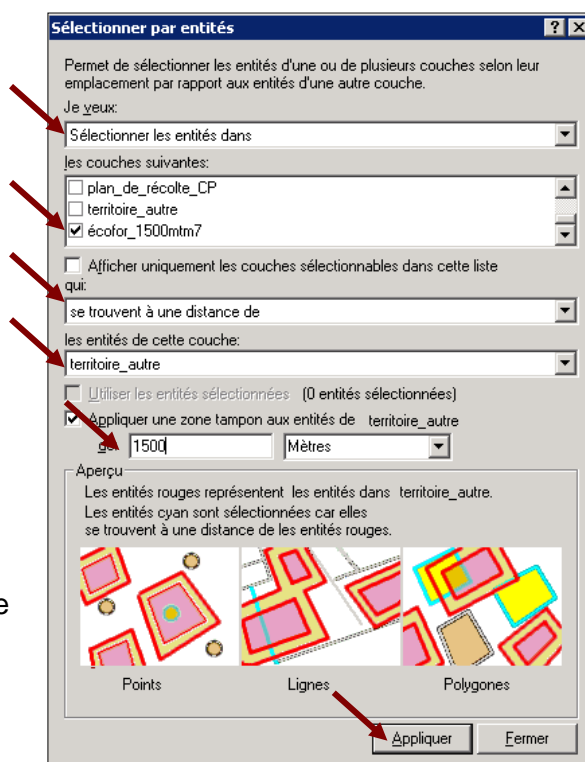 Sélectionner par entités
Permet de sélectionner les entités d'une ou de plusieurs couches selon leur
emplacement par rapport aux entités d'une autre couche.
Je veux:
Sélectionner les entités dans
les couches suivantes:
plan_de_récolte_CP
territoire_autre
écofor_1500mtm7
Afficher uniquement les couches sélectionnables dans cette liste
qui:
se trouvent à une distance de
les entités de cette couche:
territoire_autre
Utiliser les entités sélectionnées (0 entités sélectionnées)
Appliquer une zone tampon aux entités de territoire_autre
de 1500 Mètres
Aperçu
Les entités rouges représentent les entités dans territoire_autre.
Les entités cyan sont sélectionnées car elles
se trouvent à une distance de les entités rouges.
e
Points Lignes Polygones
Appliquer Fermer